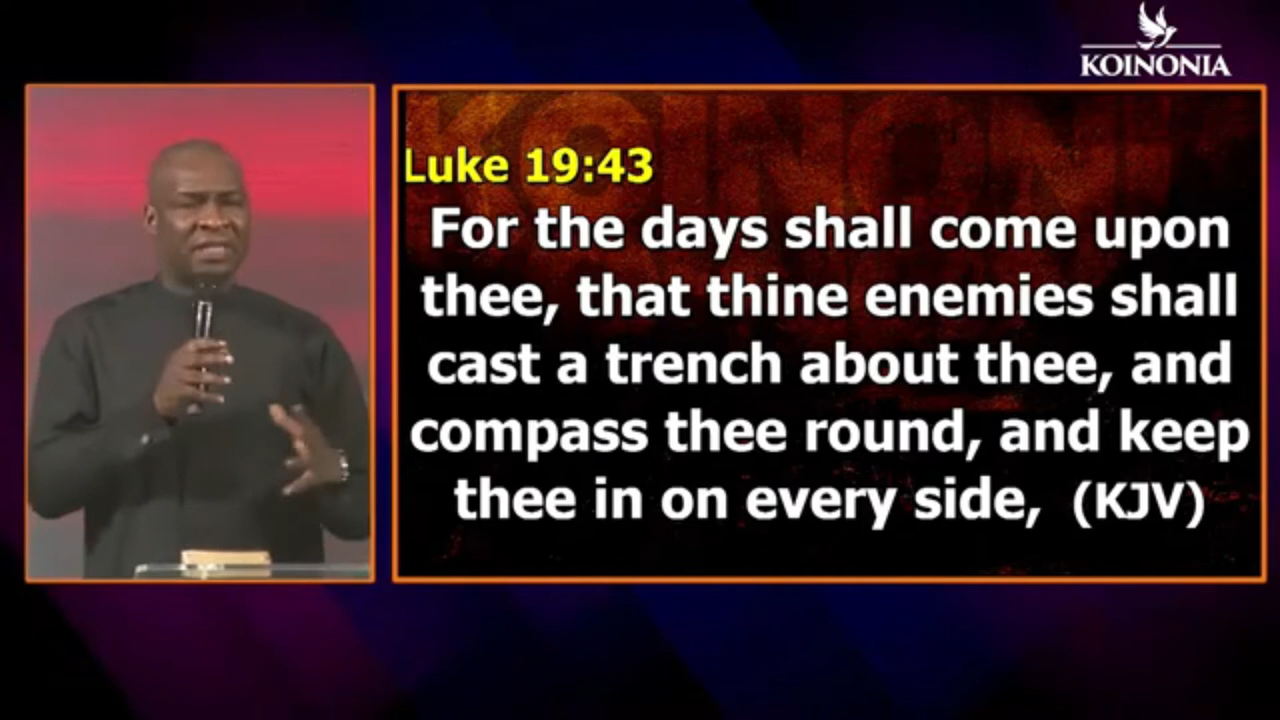 KOINONIA
Luke 19:43
For the days shall come upon
thee, that thine enemies shall
cast a trench about thee, and
compass thee round, and keep
thee in on every side, (KJV)